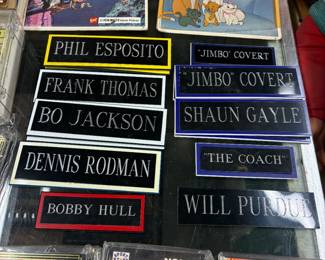 PHIL ESPOSITO
FRANK THOMAS
BO JACKSON
DENNIS RODMAN
BOBBY HULL
"JIMBO" COVERT
"JIMBO" COVERT
SHAUN GAYLE
"THE COACH"
WILL PURDUE